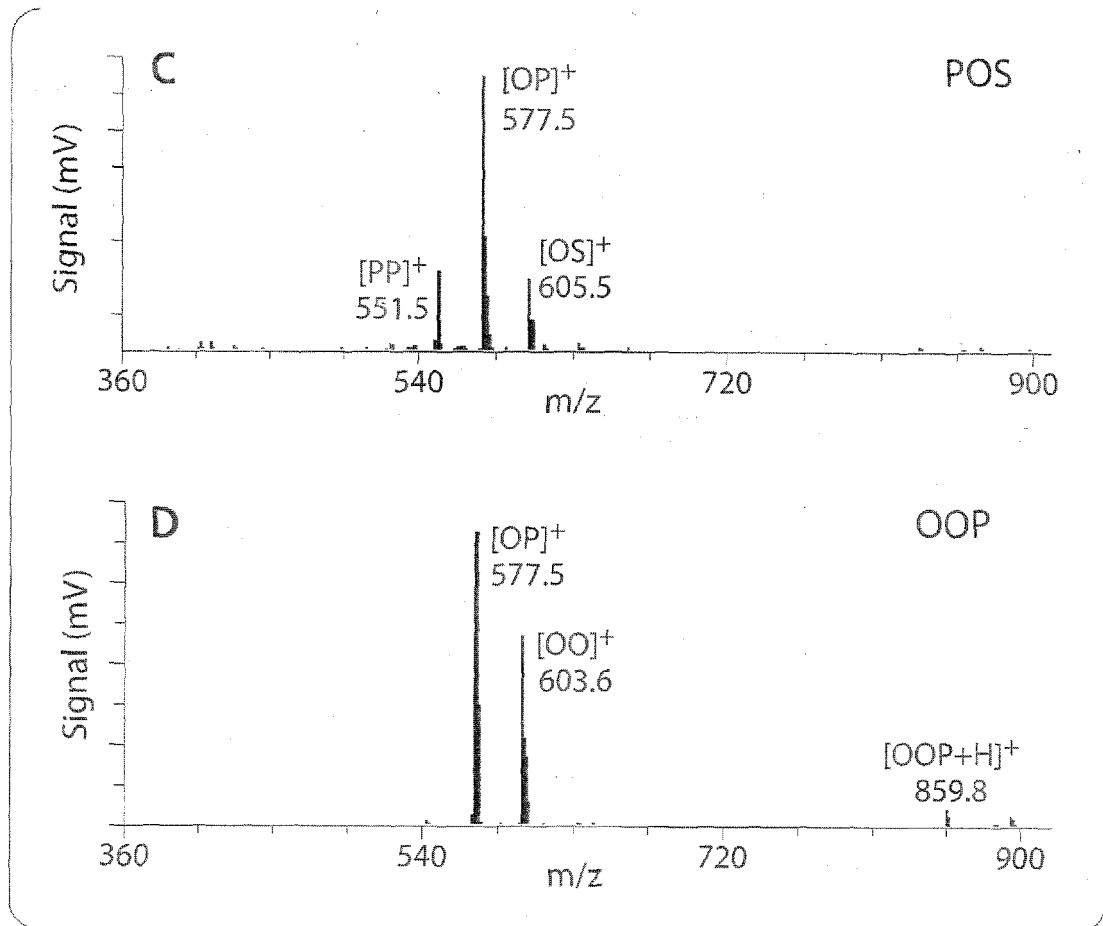 C
POS
[OP]+
577.5
[OS]+
605.5
[PP]+
551.5
Signal (mV)
360
540
720
900
m/z
D
OOP
[OP]+
577.5
[OO]+
603.6
[OOP+H]+
859.8
Signal (mV)
360
540
720
900
m/z